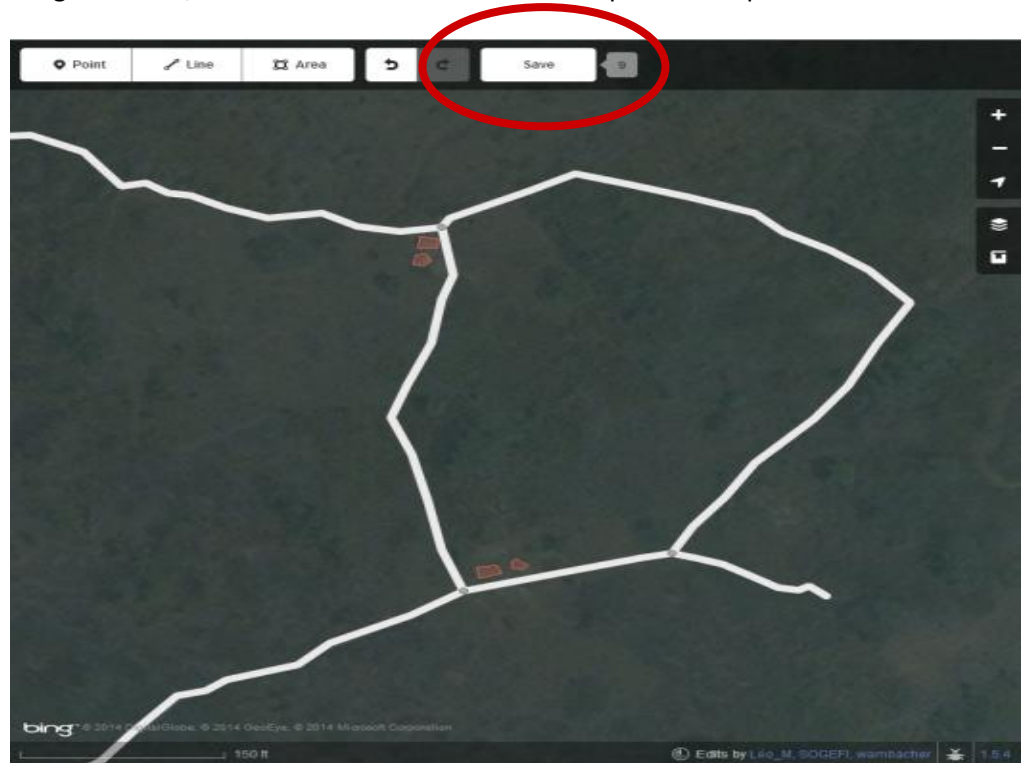 Point Line Area Save 9
bing © 2014 DigitalGlobe, © 2014 GeoEye, © 2014 Microsoft Corporation
150 ft Edits by Leo_M, SOGEFI, wambacher 1.5.4